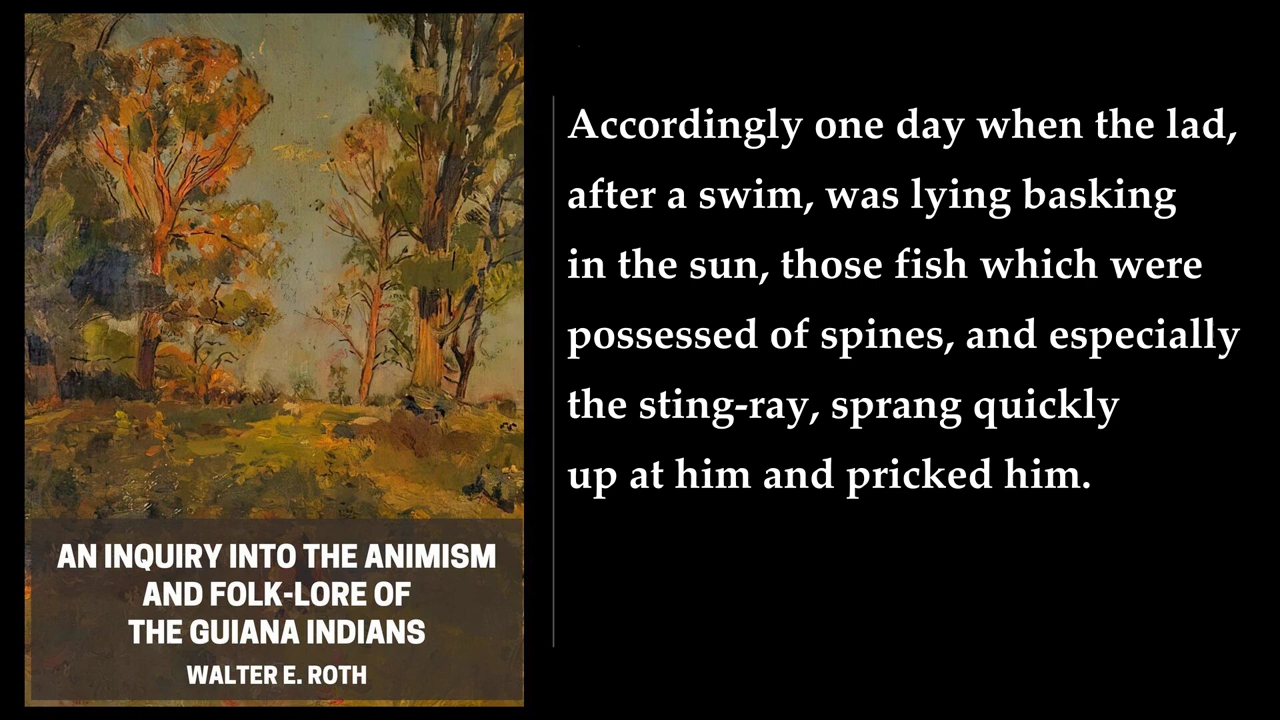 Accordingly one day when the lad,
after a swim, was lying basking
in the sun, those fish which were
possessed of spines, and especially
the sting-ray, sprang quickly
up at him and pricked him.
AN INQUIRY INTO THE ANIMISM
AND FOLK-LORE OF
THE GUIANA INDIANS
WALTER E. ROTH